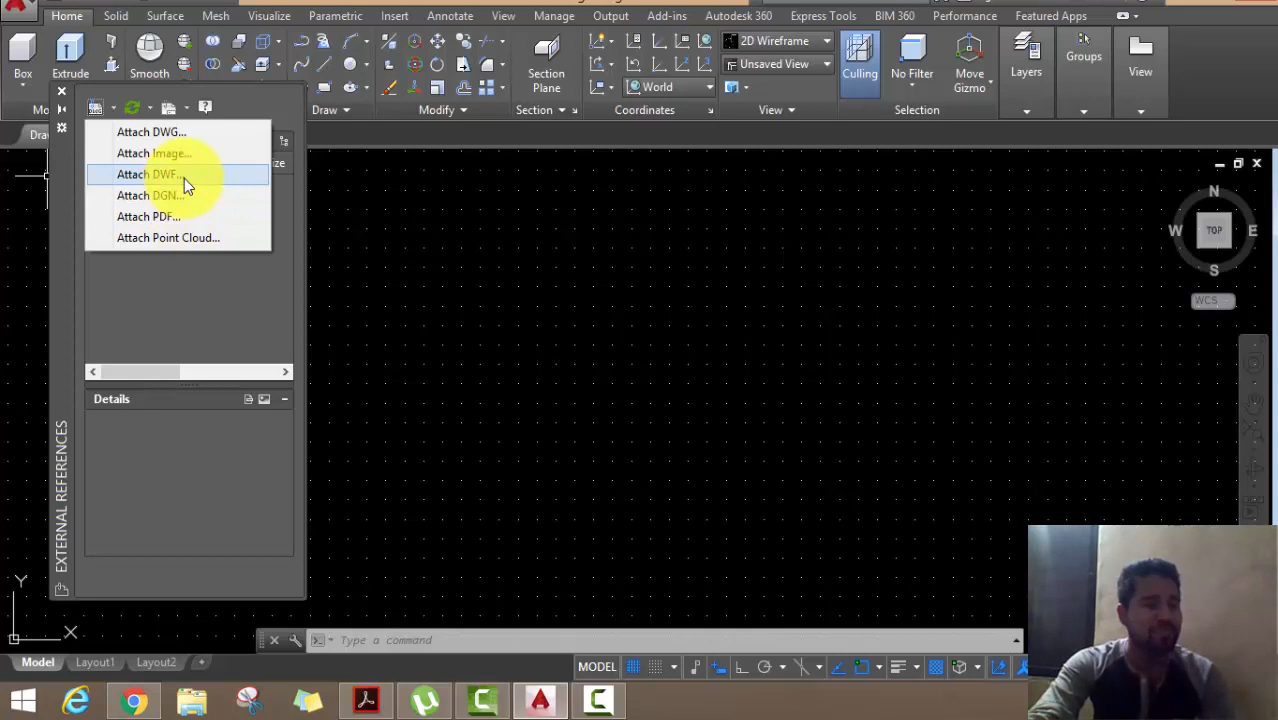 Home Solid Surface Mesh Visualize Parametric Insert Annotate View Manage Output Add-ins Autodesk 360 Express Tools BIM 360 Performance Featured Apps
2D Wireframe
Unsaved View
World
Box Extrude Smooth Section Plane Culling No Filter Move Gizmo Layers Groups View
Draw Modify Section Coordinates View Selection
Attach DWG...
Attach Image...
Attach DWF...
Attach DGN...
Attach PDF...
Attach Point Cloud...
Details
EXTERNAL REFERENCES
N
W TOP E
S
WCS
Y
X
Type a command
Model Layout1 Layout2 +
MODEL